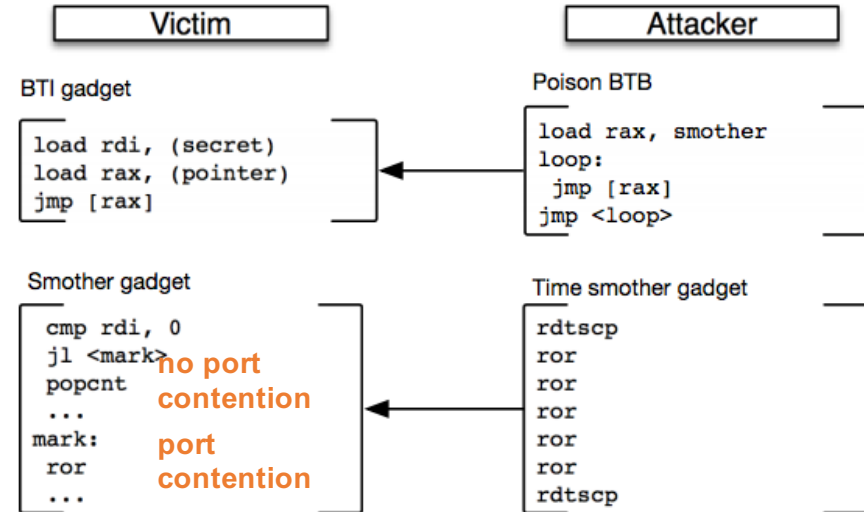 Victim
BTI gadget
load rdi, (secret)
load rax, (pointer)
jmp [rax]
Smother gadget
cmp rdi, 0
jl <mark>
popcnt
...
mark:
ror
...
no port
contention
port
contention
Attacker
Poison BTB
load rax, smother
loop:
jmp [rax]
jmp <loop>
Time smother gadget
rdtscp
ror
ror
ror
ror
ror
rdtscp